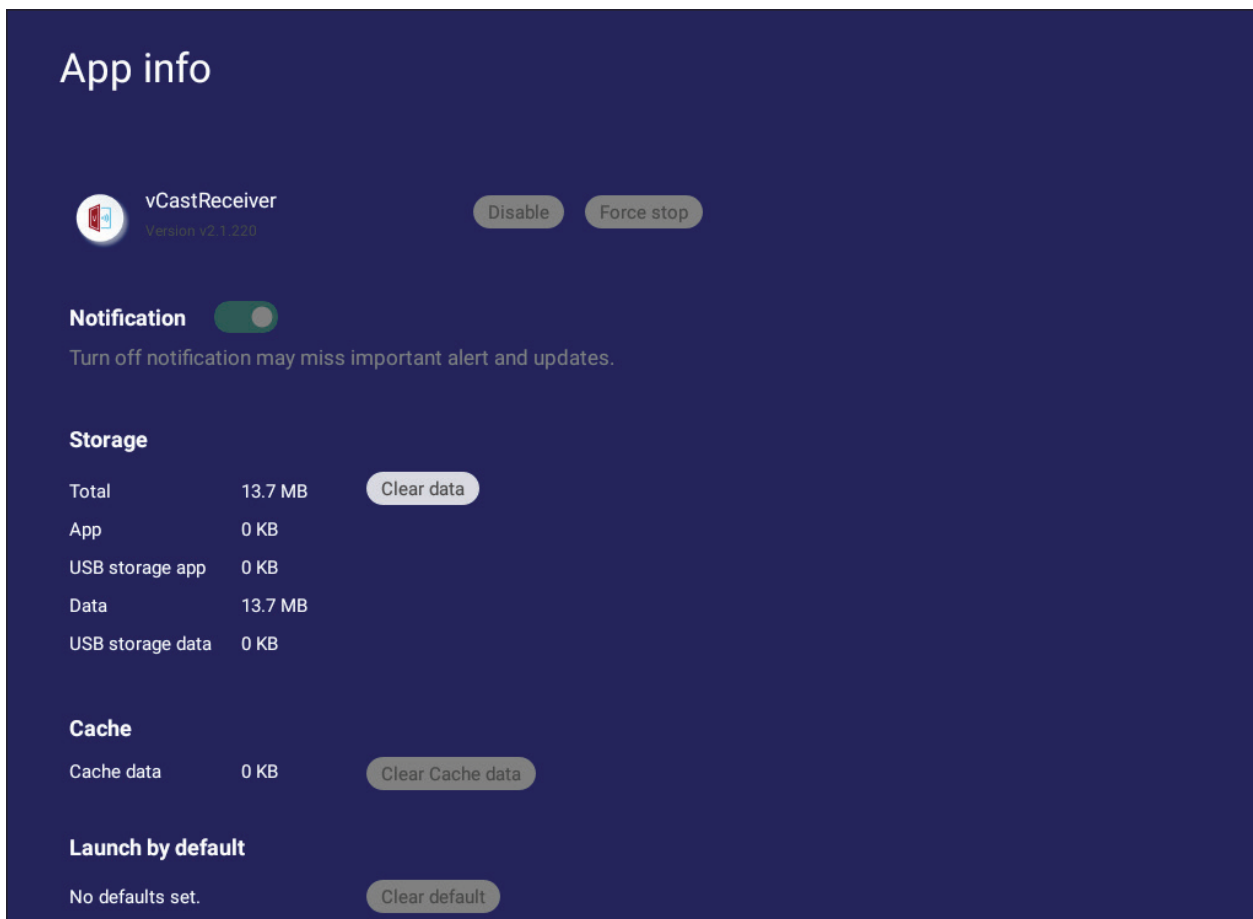 App info
vCastReceiver
Version v2.1.220
Disable
Force stop
Notification
Turn off notification may miss important alert and updates.
Storage
Total 13.7 MB Clear data
App 0 KB
USB storage app 0 KB
Data 13.7 MB
USB storage data 0 KB
Cache
Cache data 0 KB Clear Cache data
Launch by default
No defaults set. Clear default